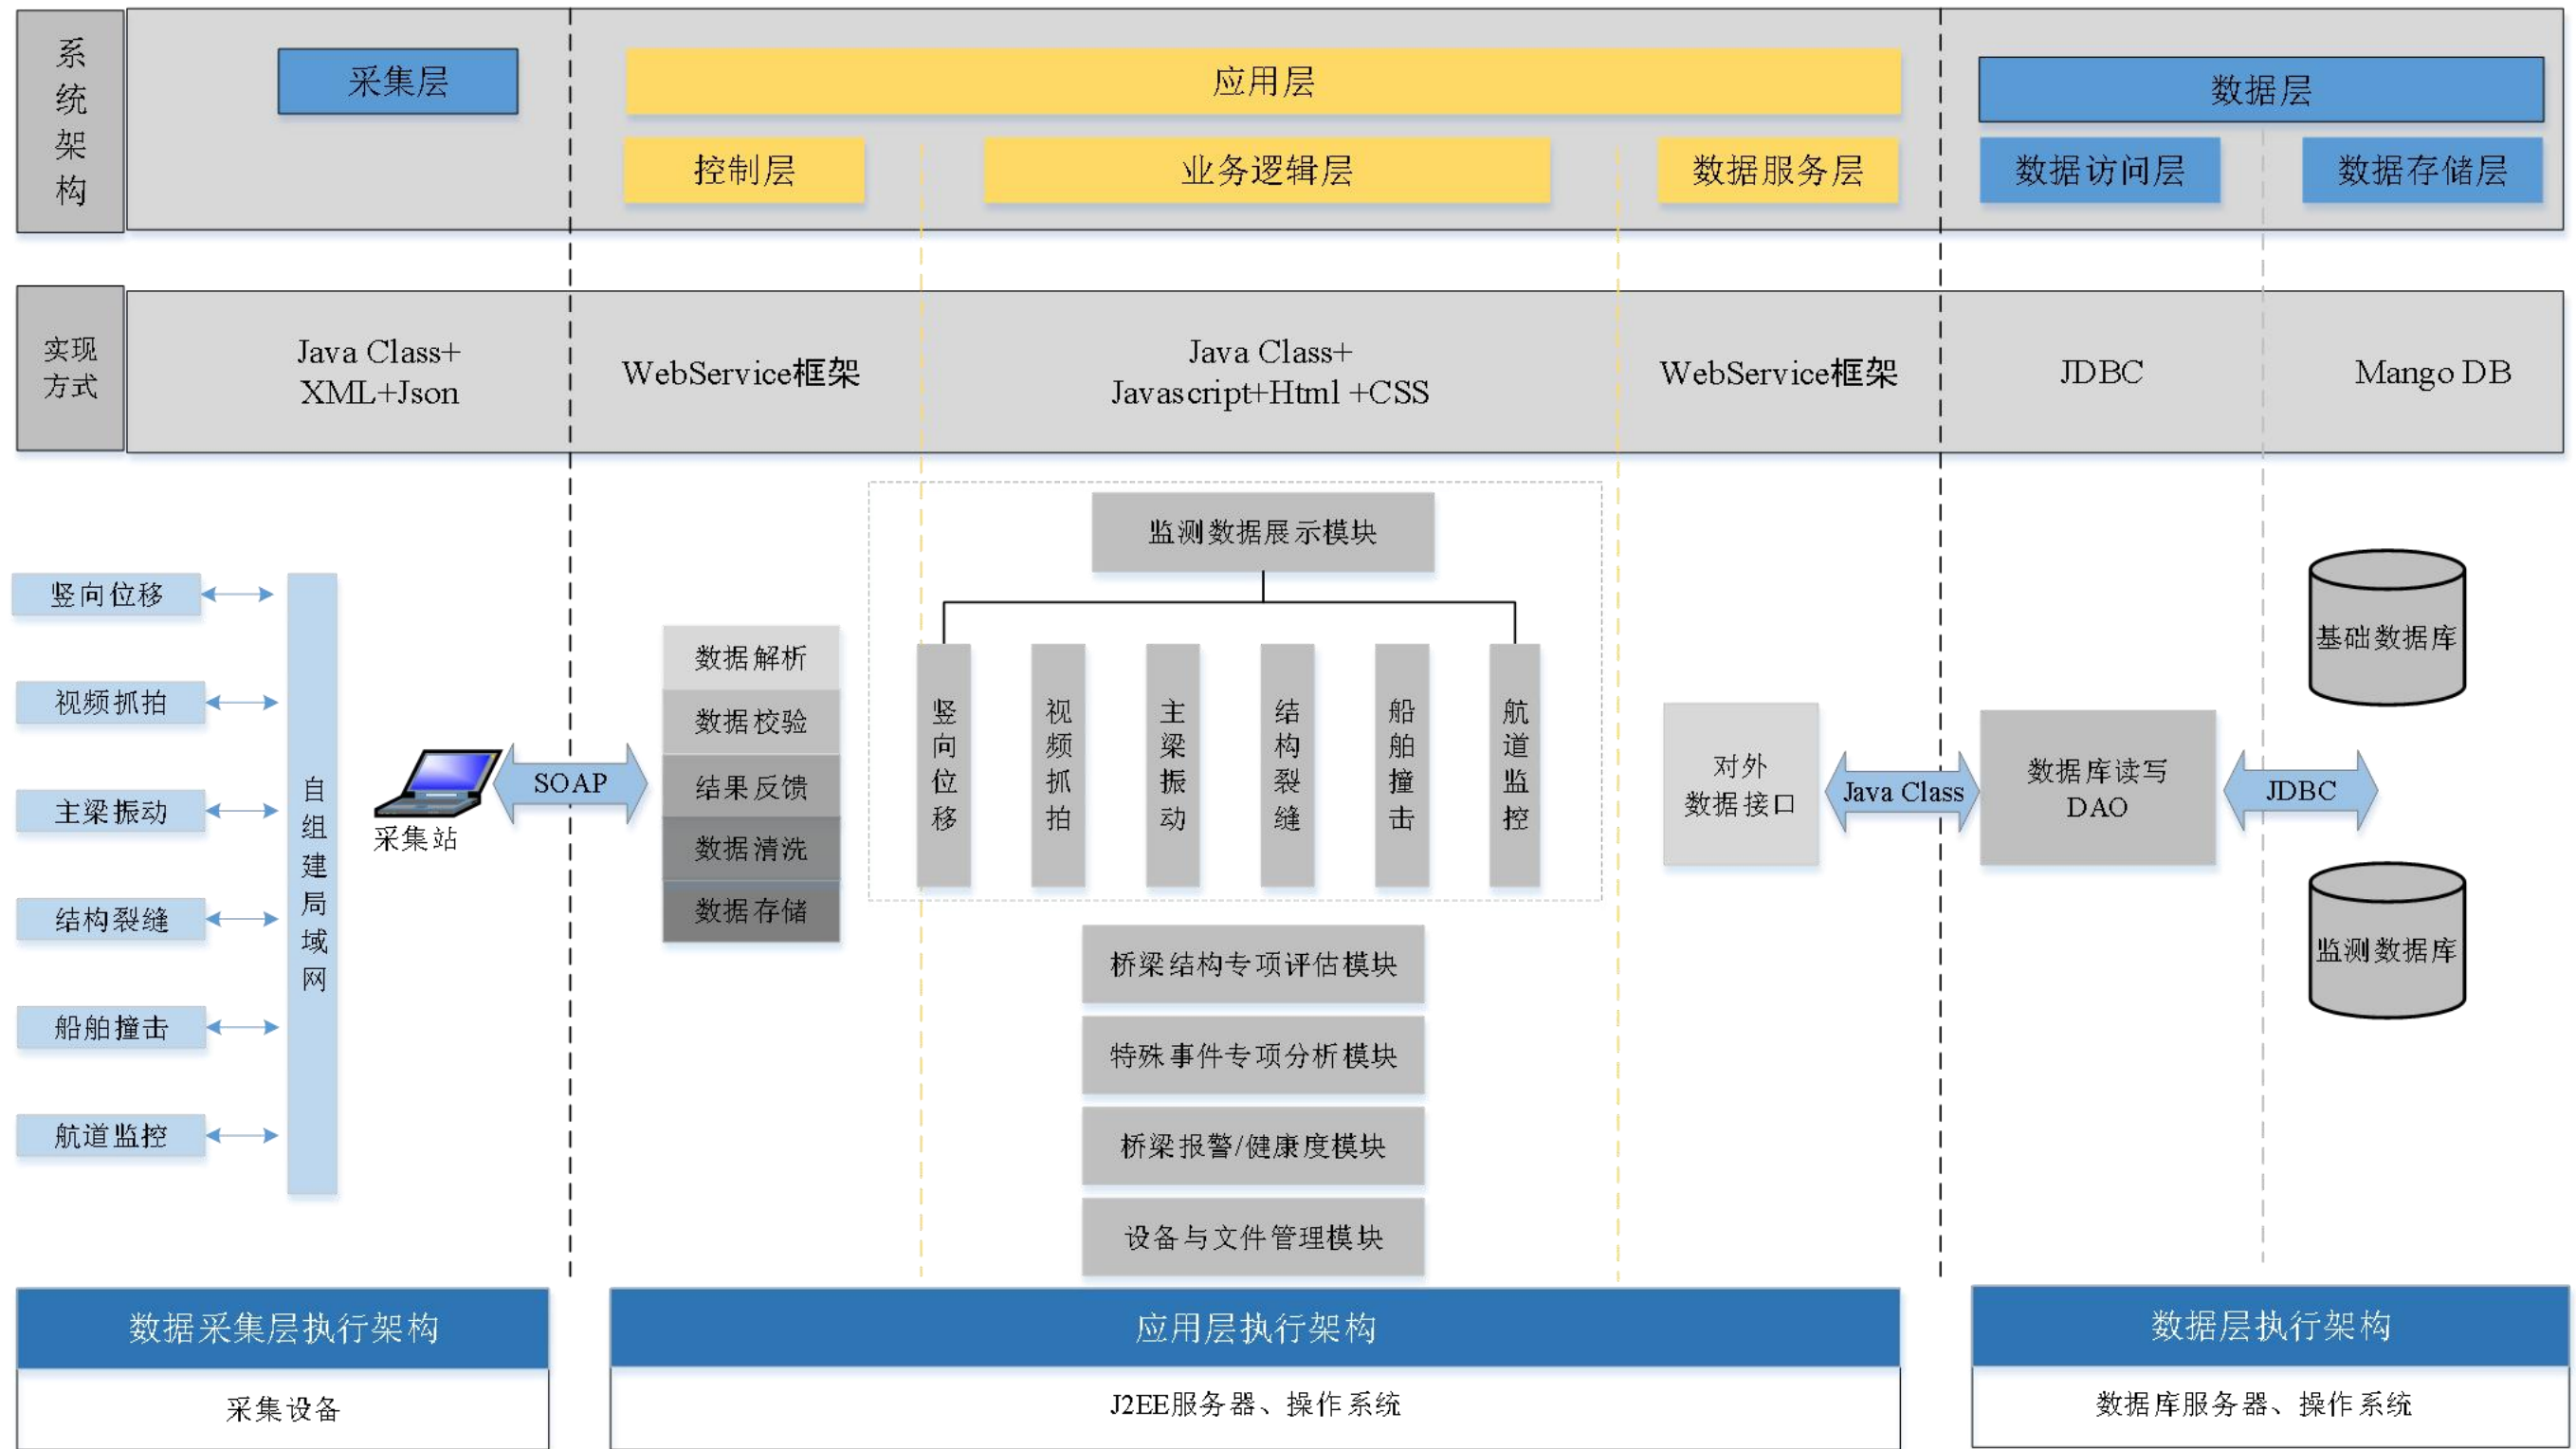 系统架构
采集层
应用层
数据层
控制层
业务逻辑层
数据服务层
数据访问层
数据存储层
实现
方式
Java Class+
XML+Json
WebService框架
Java Class+
Javascript+Html +CSS
WebService框架
JDBC
Mango DB
竖向位移
视频抓拍
主梁振动
结构裂缝
船舶撞击
航道监控
自组建局域网
采集站
SOAP
数据解析
数据校验
结果反馈
数据清洗
数据存储
监测数据展示模块
竖向位移
视频抓拍
主梁振动
结构裂缝
船舶撞击
航道监控
桥梁结构专项评估模块
特殊事件专项分析模块
桥梁报警/健康度模块
设备与文件管理模块
对外
数据接口
Java Class
数据库读写
DAO
JDBC
基础数据库
监测数据库
数据采集层执行架构
采集设备
应用层执行架构
J2EE服务器、操作系统
数据层执行架构
数据库服务器、操作系统